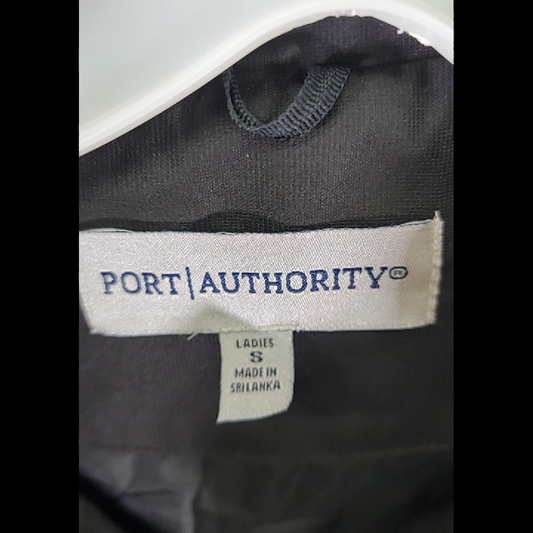 PORT|AUTHORITY®
LADIES
S
MADE IN
SRI LANKA